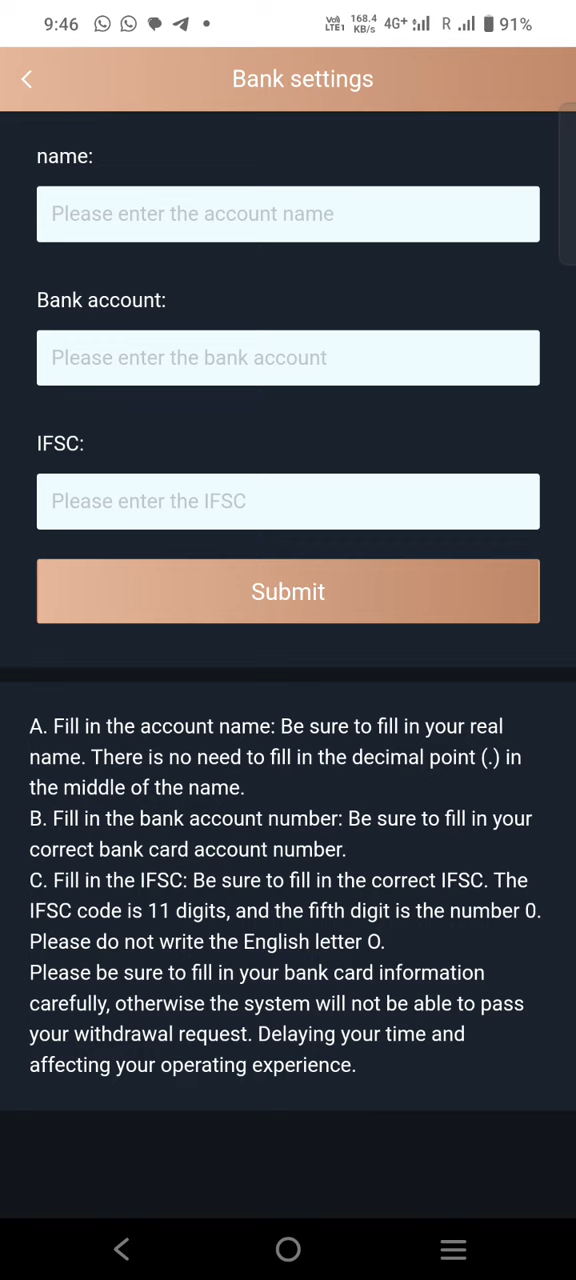 9:46 Vo) LTE1 168.4 KB/s 4G+ R 91%
Bank settings
name:
Please enter the account name
Bank account:
Please enter the bank account
IFSC:
Please enter the IFSC
Submit
A. Fill in the account name: Be sure to fill in your real
name. There is no need to fill in the decimal point (.) in
the middle of the name.
B. Fill in the bank account number: Be sure to fill in your
correct bank card account number.
C. Fill in the IFSC: Be sure to fill in the correct IFSC. The
IFSC code is 11 digits, and the fifth digit is the number 0.
Please do not write the English letter O.
Please be sure to fill in your bank card information
carefully, otherwise the system will not be able to pass
your withdrawal request. Delaying your time and
affecting your operating experience.